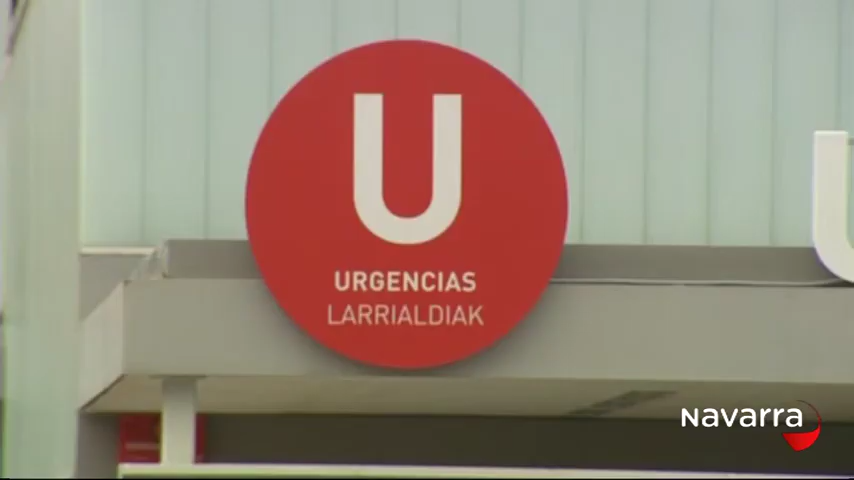 U
URGENCIAS
LARRIALDIAK
U
Navarra